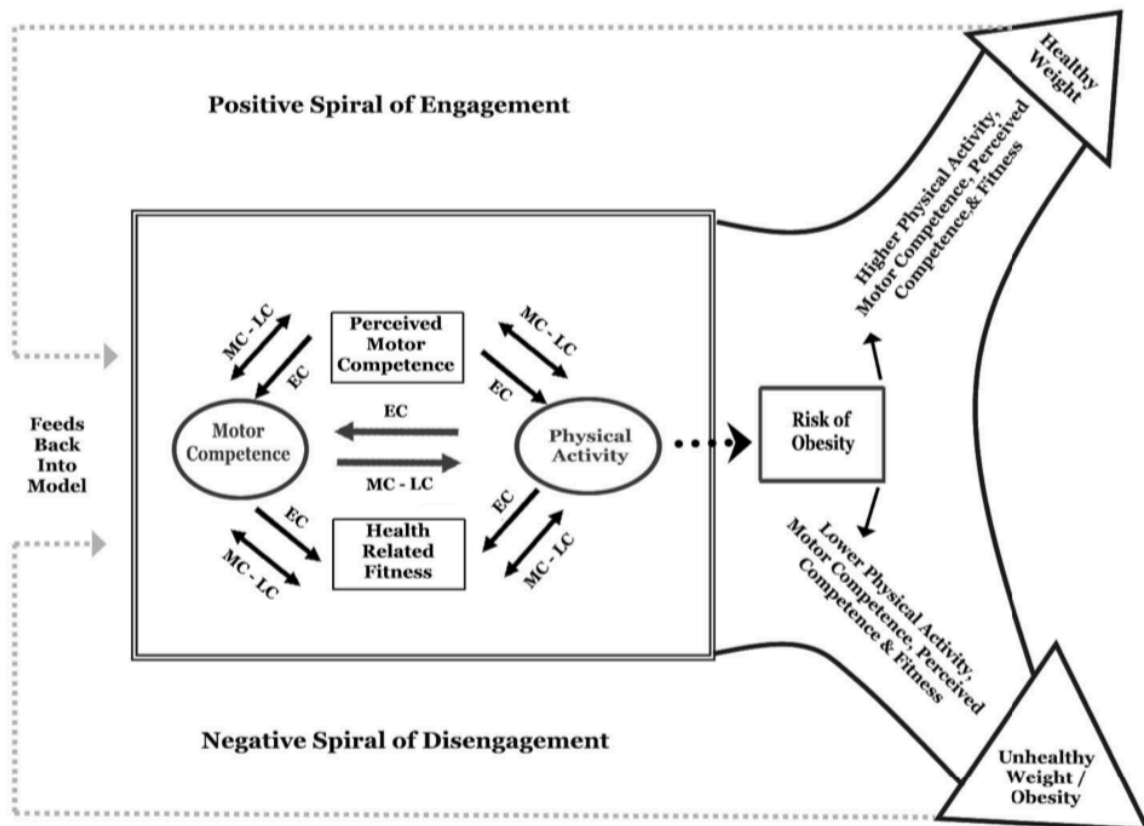 Positive Spiral of Engagement
Healthy
Weight
Higher Physical Activity,
Motor Competence, Perceived
Competence,& Fitness
MC - LC
EC
Perceived
Motor
Competence
MC - LC
EC
Feeds
Back
Into
Model
Motor
Competence
EC
MC - LC
Physical
Activity
Risk of
Obesity
EC
MC - LC
Health
Related
Fitness
EC
MC - LC
Lower Physical Activity,
Motor Competence, Perceived
Competence & Fitness
Negative Spiral of Disengagement
Unhealthy
Weight /
Obesity